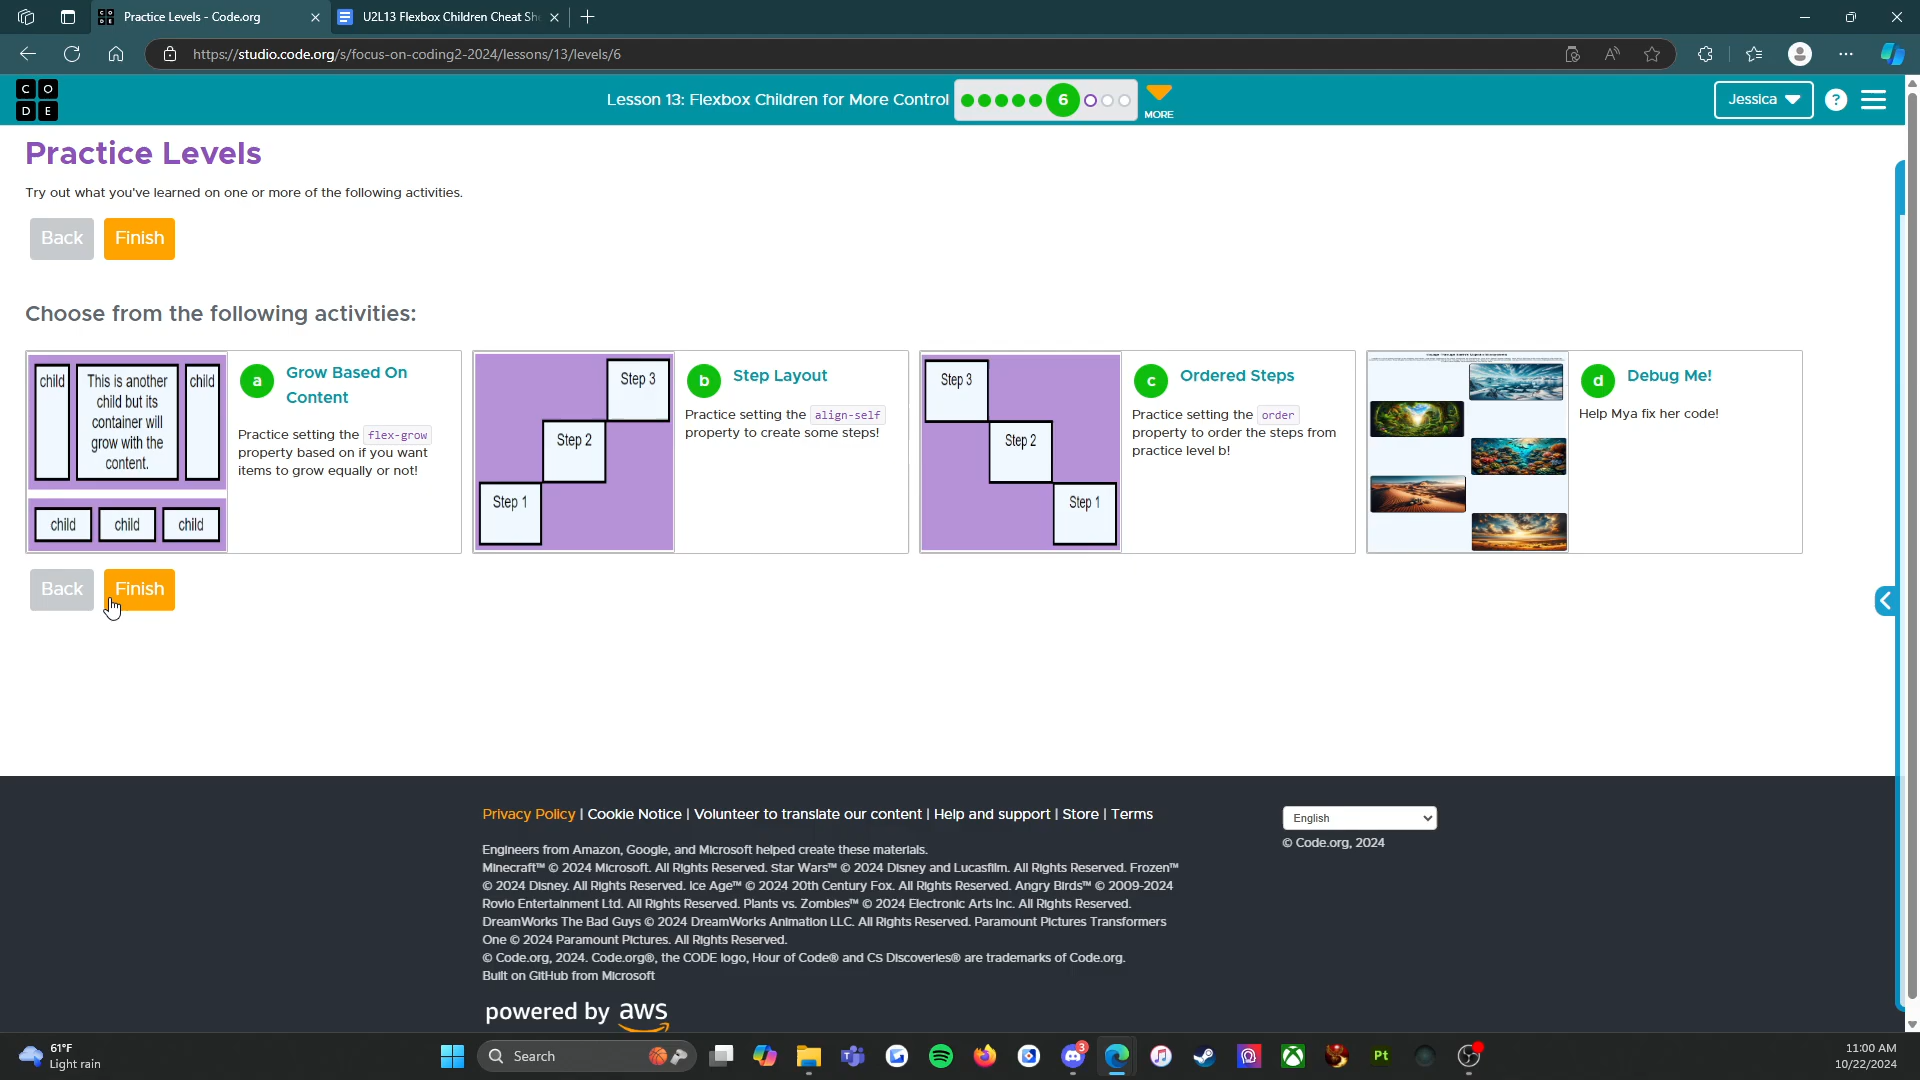 Practice Levels - Code.org
U2L13 Flexbox Children Cheat Sh
https://studio.code.org/s/focus-on-coding2-2024/lessons/13/levels/6
C O
D E
Lesson 13: Flexbox Children for More Control
6
MORE
Jessica
?
Practice Levels
Try out what you've learned on one or more of the following activities.
Back
Finish
Choose from the following activities:
child
This is another
child but its
container will
grow with the
content.
child
child
child
child
a
Grow Based On
Content
Practice setting the flex-grow
property based on if you want
items to grow equally or not!
Step 3
Step 2
Step 1
b
Step Layout
Practice setting the align-self
property to create some steps!
Step 3
Step 2
Step 1
c
Ordered Steps
Practice setting the order
property to order the steps from
practice level b!
d
Debug Me!
Help Mya fix her code!
Back
Finish
Privacy Policy | Cookie Notice | Volunteer to translate our content | Help and support | Store | Terms
English
© Code.org, 2024
Engineers from Amazon, Google, and Microsoft helped create these materials.
Minecraft™ © 2024 Microsoft. All Rights Reserved. Star Wars™ © 2024 Disney and Lucasfilm. All Rights Reserved. Frozen™
© 2024 Disney. All Rights Reserved. Ice Age™ © 2024 20th Century Fox. All Rights Reserved. Angry Birds™ © 2009-2024
Rovio Entertainment Ltd. All Rights Reserved. Plants vs. Zombies™ © 2024 Electronic Arts Inc. All Rights Reserved.
DreamWorks The Bad Guys © 2024 DreamWorks Animation LLC. All Rights Reserved. Paramount Pictures Transformers
One © 2024 Paramount Pictures. All Rights Reserved.
© Code.org, 2024. Code.org®, the CODE logo, Hour of Code® and CS Discoveries® are trademarks of Code.org.
Built on GitHub from Microsoft
powered by aws
61°F
Light rain
Search
3
Pt
11:00 AM
10/22/2024